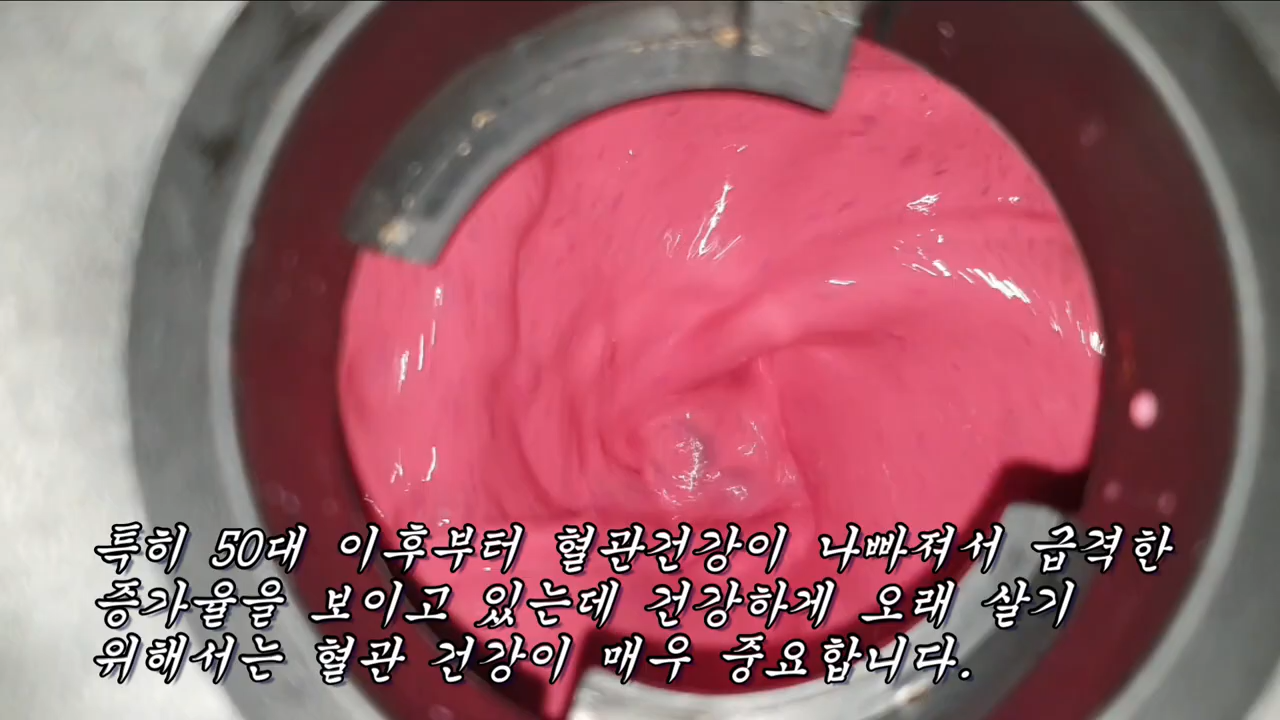 특히 50대 이후부터 혈관건강이 나빠져서 급격한
증가율을 보이고 있는데 건강하게 오래 살기
위해서는 혈관 건강이 매우 중요합니다.